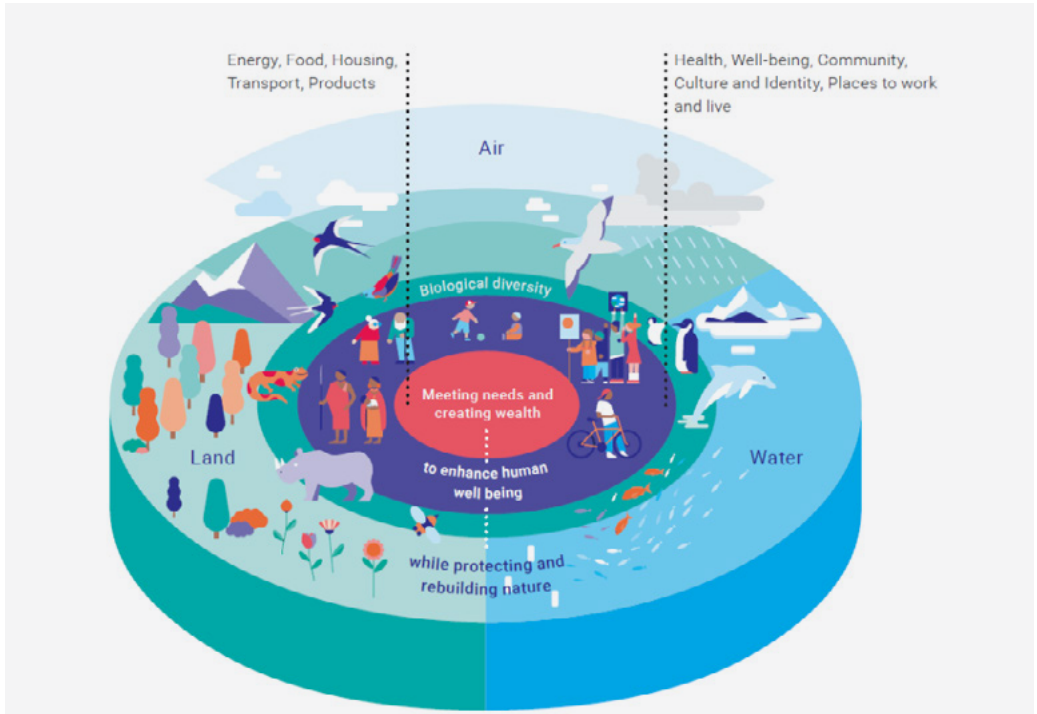 Energy, Food, Housing,
Transport, Products
Health, Well-being, Community,
Culture and Identity, Places to work
and live
Air
Biological diversity
Meeting needs and
creating wealth
Land
Water
to enhance human
well being
while protecting and
rebuilding nature